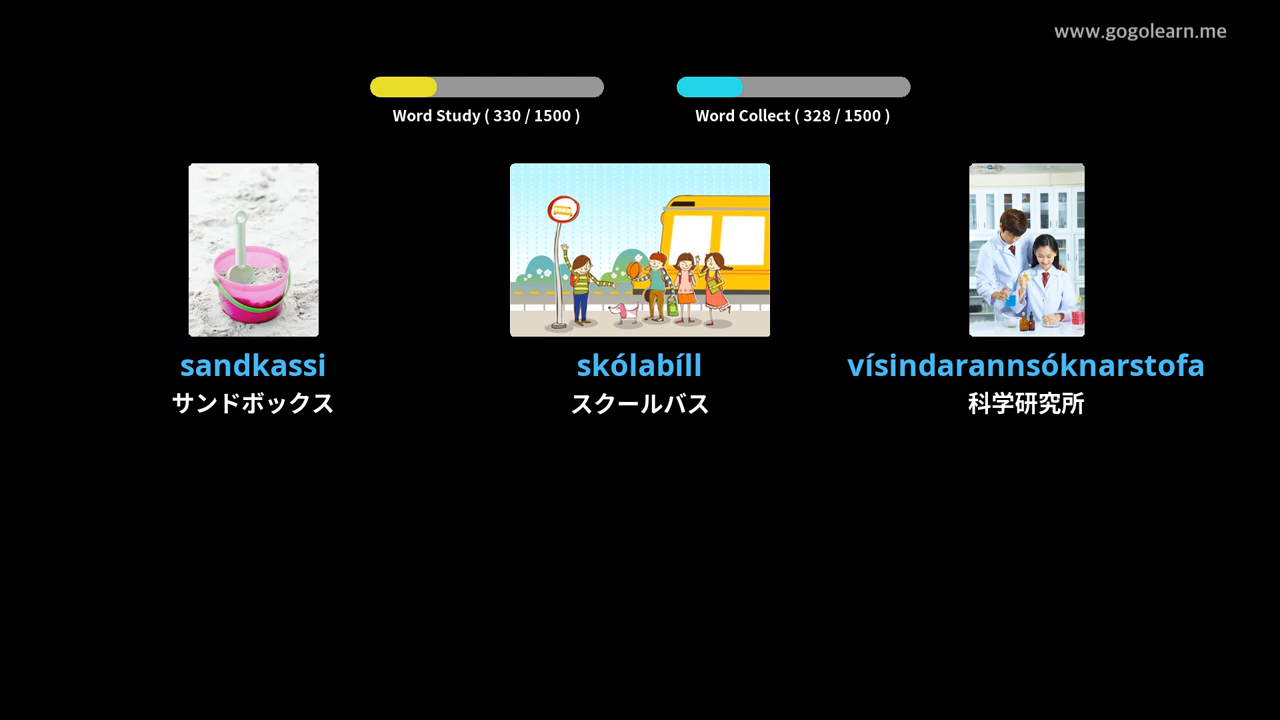 www.gogolearn.me
Word Study ( 330 / 1500 )
Word Collect ( 328 / 1500 )
sandkassi
サンドボックス
skólabíll
スクールバス
vísindarannsóknarstofa
科学研究所